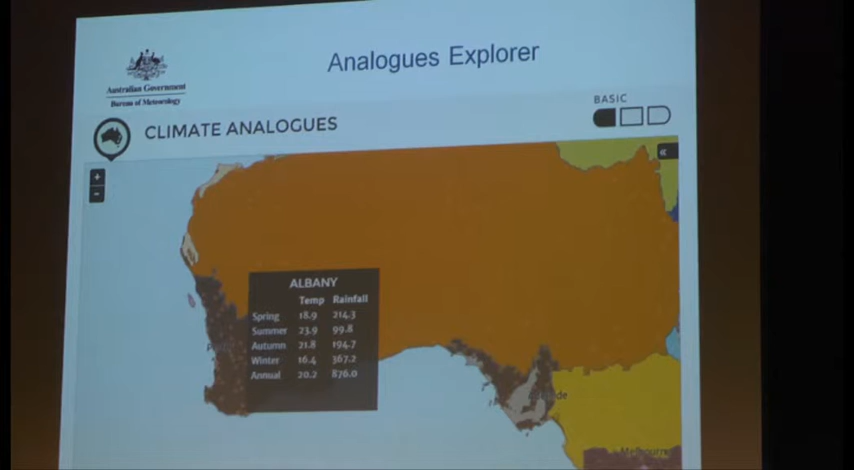 Analogues Explorer
Australian Government
Bureau of Meteorology
BASIC
CLIMATE ANALOGUES
+
-
«
ALBANY
Temp Rainfall
Spring 18.9 214.3
Summer 23.9 99.8
Autumn 21.8 194.7
Winter 16.4 367.2
Annual 20.2 876.0